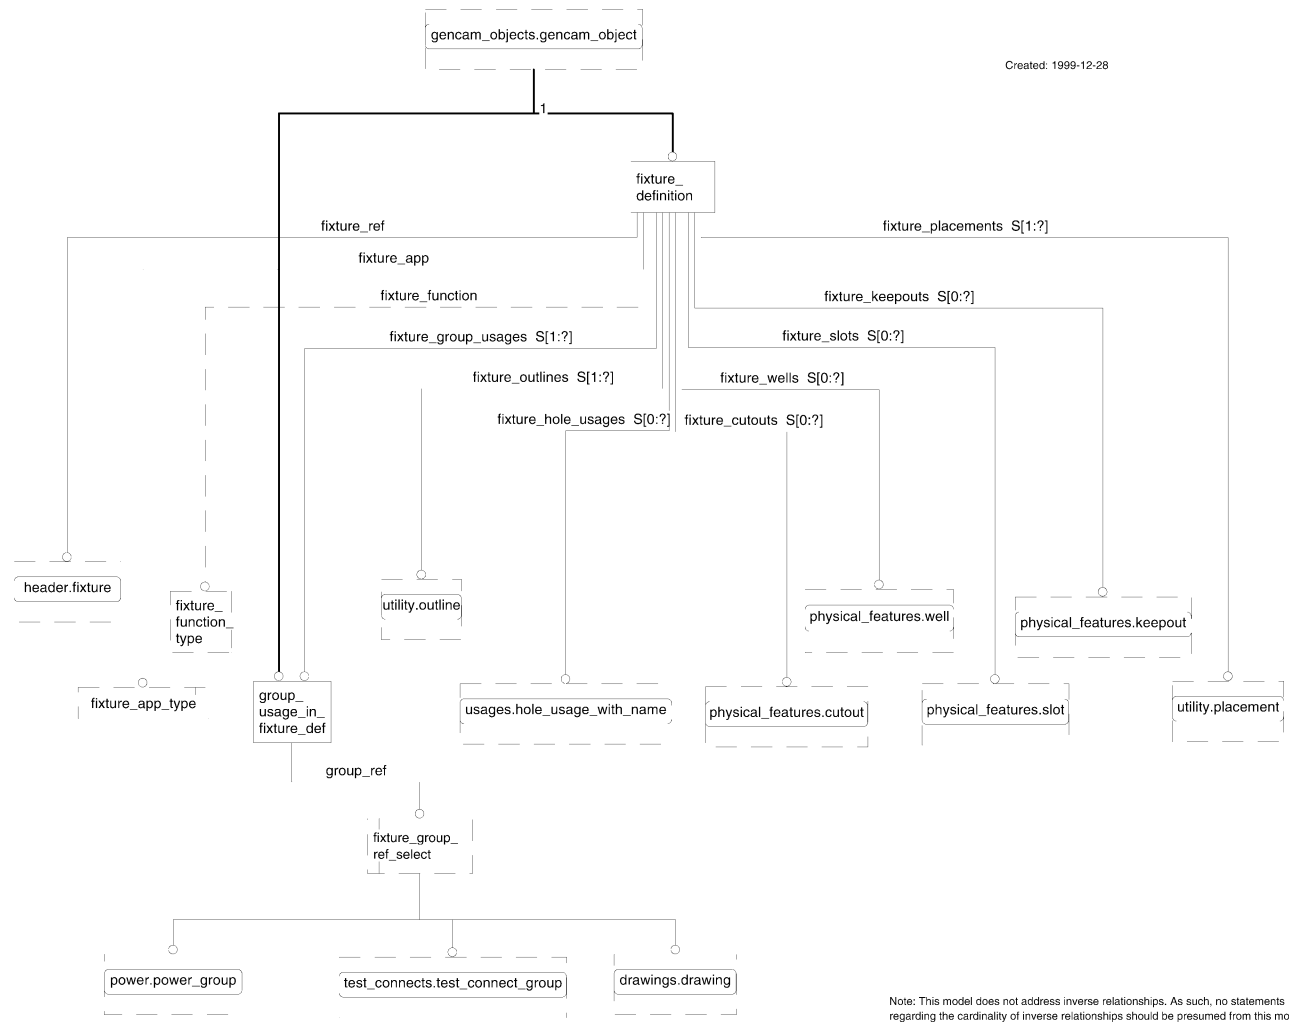 gencam_objects.gencam_object
Created: 1999-12-28
1
fixture_
definition
fixture_ref
fixture_placements S[1:?]
fixture_app
fixture_function
fixture_keepouts S[0:?]
fixture_group_usages S[1:?]
fixture_slots S[0:?]
fixture_outlines S[1:?]
fixture_wells S[0:?]
fixture_hole_usages S[0:?]
fixture_cutouts S[0:?]
header.fixture
fixture_
function_
type
utility.outline
physical_features.well
physical_features.keepout
fixture_app_type
group_
usage_in_
fixture_def
usages.hole_usage_with_name
physical_features.cutout
physical_features.slot
utility.placement
group_ref
fixture_group_
ref_select
power.power_group
test_connects.test_connect_group
drawings.drawing
Note: This model does not address inverse relationships. As such, no statements
regarding the cardinality of inverse relationships should be presumed from this mo